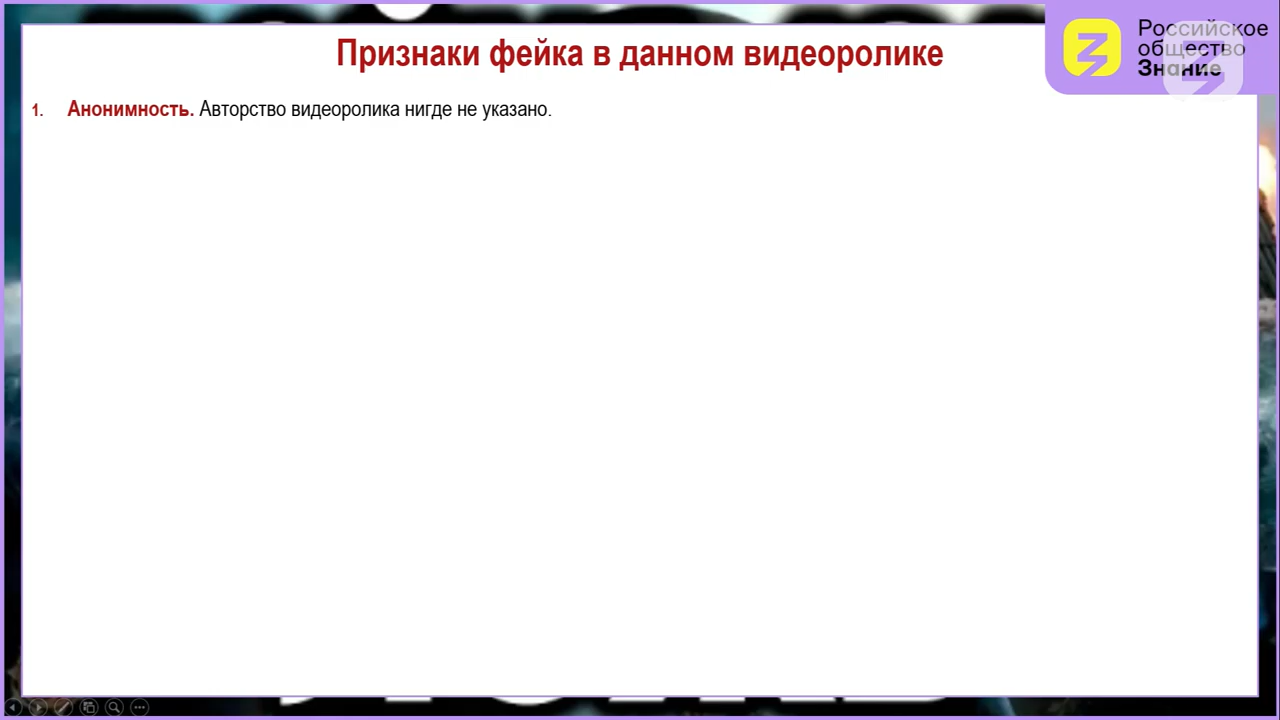 Признаки фейка в данном видеоролике
Российское
общество
Знание
1. Анонимность. Авторство видеоролика нигде не указано.